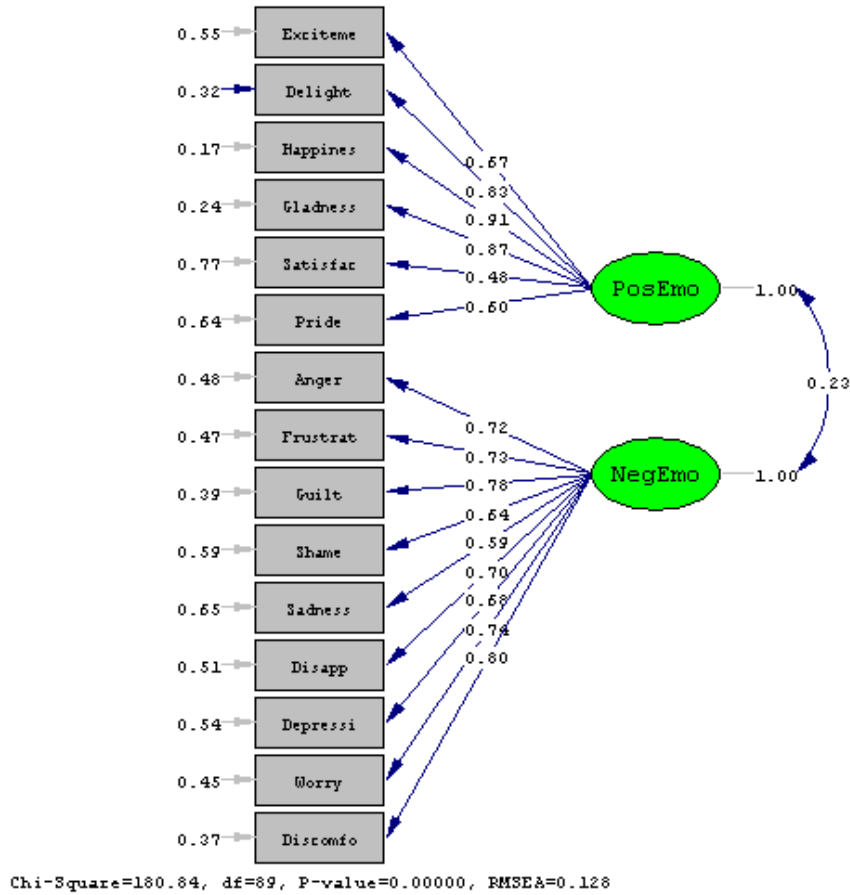 0.55 Exciteme
0.32 Delight
0.17 Happines
0.67
0.83
0.24 Gladness
0.91
0.87
0.77 Satisfac
0.48
PosEmo 1.00
0.64 Pride
0.60
0.48 Anger
0.23
0.72
0.47 Frustrat
0.73
NegEmo 1.00
0.39 Guilt
0.78
0.64
0.59 Shame
0.59
0.70
0.65 Sadness
0.68
0.74
0.51 Disapp
0.80
0.54 Depressi
0.45 Worry
0.37 Discomfo
Chi-Square=180.84, df=89, P-value=0.00000, RMSEA=0.128